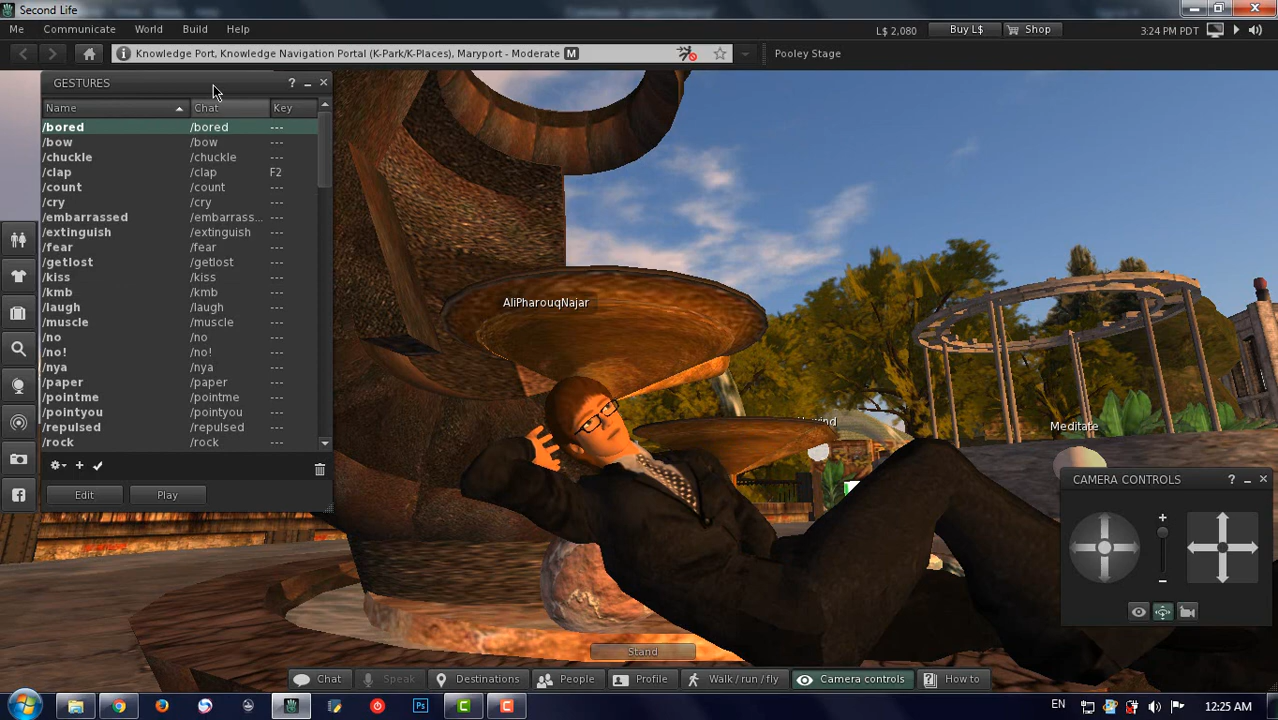 Second Life
Me Communicate World Build Help
L$ 2,080 Buy L$ Shop 3:24 PM PDT
Knowledge Port, Knowledge Navigation Portal (K-Park/K-Places), Maryport - Moderate M
Pooley Stage
GESTURES ? _ ×
Name Chat Key
/bored /bored ---
/bow /bow ---
/chuckle /chuckle ---
/clap /clap F2
/count /count ---
/cry /cry ---
/embarrassed /embarrass... ---
/extinguish /extinguish ---
/fear /fear ---
/getlost /getlost ---
/kiss /kiss ---
/kmb /kmb ---
/laugh /laugh ---
/muscle /muscle ---
/no /no ---
/no! /no! ---
/nya /nya ---
/paper /paper ---
/pointme /pointme ---
/pointyou /pointyou ---
/repulsed /repulsed ---
/rock /rock ---
Edit Play
AliPharouqNajar
Meditate
CAMERA CONTROLS ? _ ×
Stand
Chat Speak Destinations People Profile Walk / run / fly Camera controls How to
EN 12:25 AM